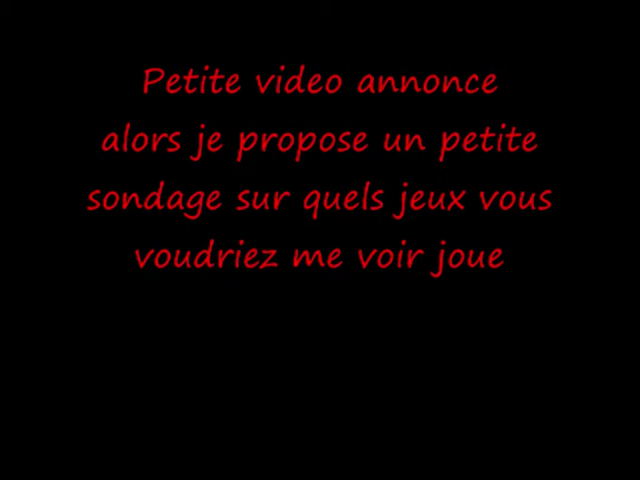 Petite video annonce
alors je propose un petite
sondage sur quels jeux vous
voudriez me voir joue